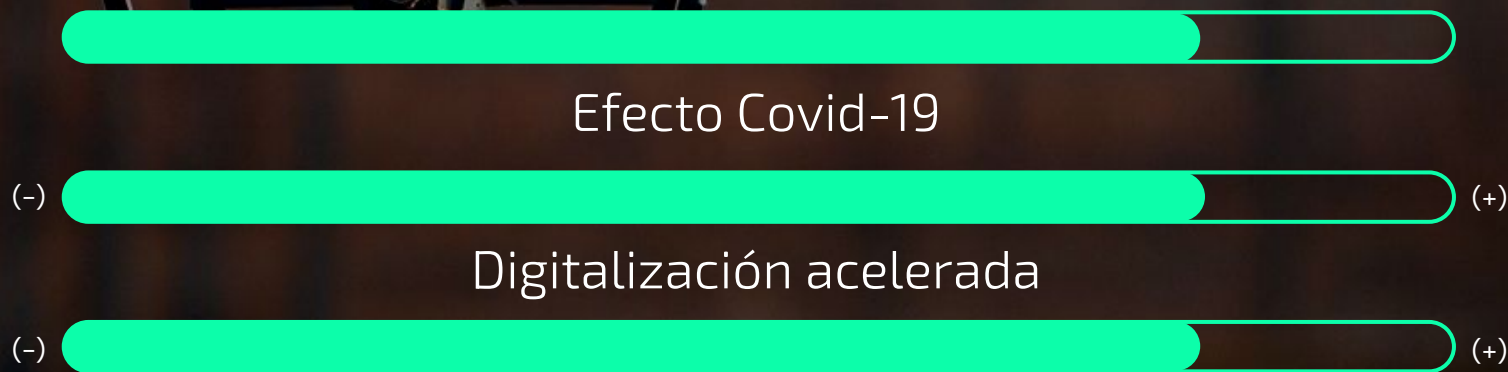 Efecto Covid-19
(-) (+)
Digitalización acelerada
(-) (+)